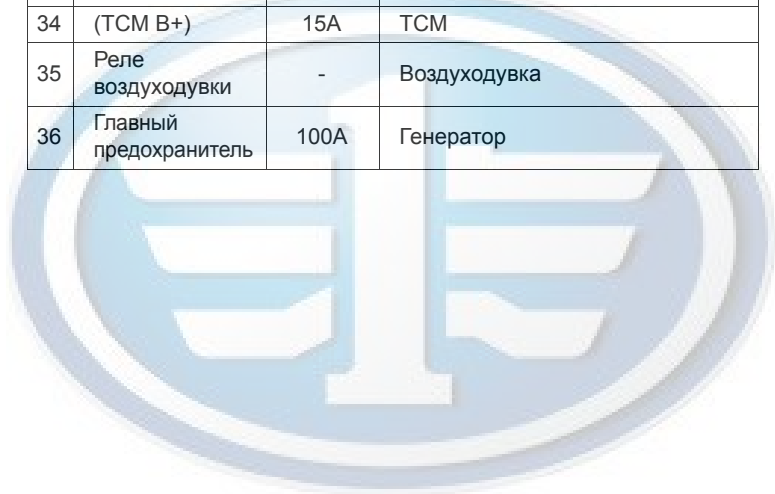 34 (TCM B+) 15A TCM
35 Реле воздуходувки - Воздуходувка
36 Главный предохранитель 100A Генератор